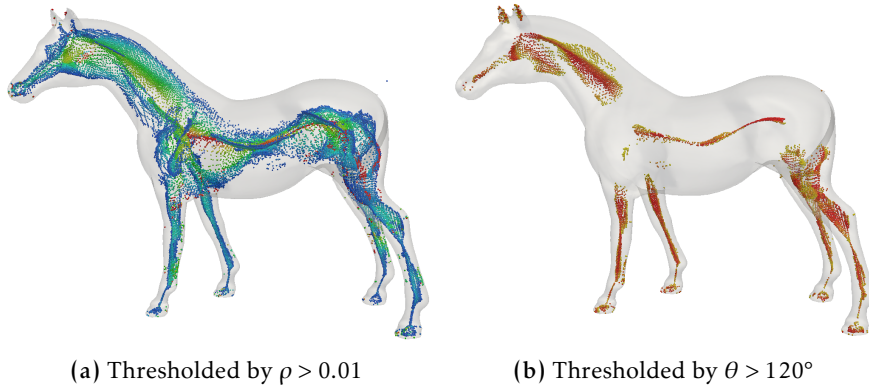 (a) Thresholded by ρ > 0.01
(b) Thresholded by θ > 120°